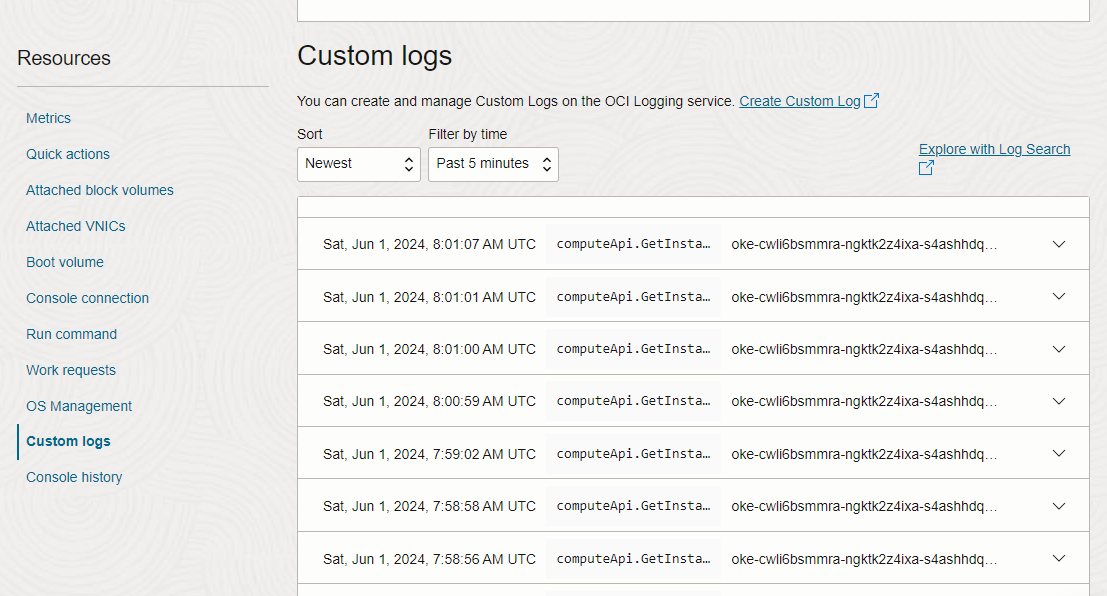 Resources
Metrics
Quick actions
Attached block volumes
Attached VNICs
Boot volume
Console connection
Run command
Work requests
OS Management
Custom logs
Console history
Custom logs
You can create and manage Custom Logs on the OCI Logging service. Create Custom Log
Sort
Filter by time
Newest
Past 5 minutes
Explore with Log Search
Sat, Jun 1, 2024, 8:01:07 AM UTC computeApi.GetInsta… oke-cwli6bsmmra-ngktk2z4ixa-s4ashhdq…
Sat, Jun 1, 2024, 8:01:01 AM UTC computeApi.GetInsta… oke-cwli6bsmmra-ngktk2z4ixa-s4ashhdq…
Sat, Jun 1, 2024, 8:01:00 AM UTC computeApi.GetInsta… oke-cwli6bsmmra-ngktk2z4ixa-s4ashhdq…
Sat, Jun 1, 2024, 8:00:59 AM UTC computeApi.GetInsta… oke-cwli6bsmmra-ngktk2z4ixa-s4ashhdq…
Sat, Jun 1, 2024, 7:59:02 AM UTC computeApi.GetInsta… oke-cwli6bsmmra-ngktk2z4ixa-s4ashhdq…
Sat, Jun 1, 2024, 7:58:58 AM UTC computeApi.GetInsta… oke-cwli6bsmmra-ngktk2z4ixa-s4ashhdq…
Sat, Jun 1, 2024, 7:58:56 AM UTC computeApi.GetInsta… oke-cwli6bsmmra-ngktk2z4ixa-s4ashhdq…